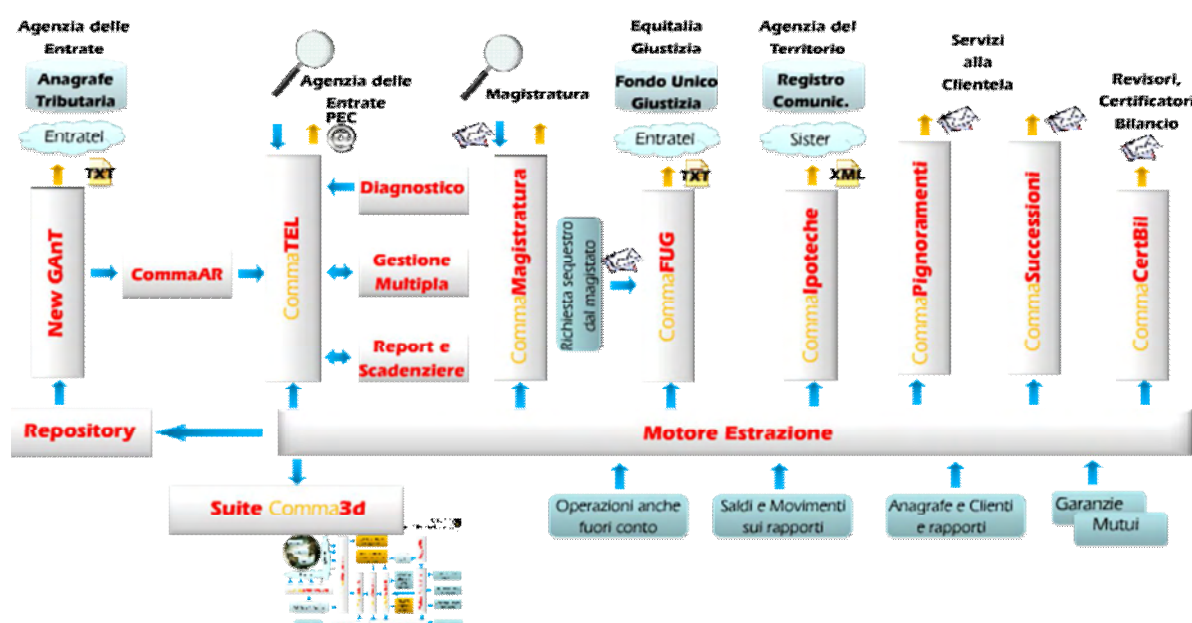 Agenzia delle
Entrate
Anagrafe
Tributaria
Entratel
TXT
New GAnT
CommaAR
Agenzia delle
Entrate
PEC
CommaTEL
Diagnostico
Gestione
Multipla
Report e
Scadenziere
Magistratura
CommaMagistratura
Richiesta sequestro
dal magistato
Equitalia
Giustizia
Fondo Unico
Giustizia
Entratel
TXT
CommaFUG
Agenzia del
Territorio
Registro
Comunic.
Sister
XML
CommaIpoteche
Servizi
alla
Clientela
CommaPignoramenti
CommaSuccessioni
Revisori,
Certificatori
Bilancio
CommaCertBil
Repository
Motore Estrazione
Suite Comma3d
Operazioni anche
fuori conto
Saldi e Movimenti
sui rapporti
Anagrafe e Clienti
e rapporti
Garanzie
Mutui